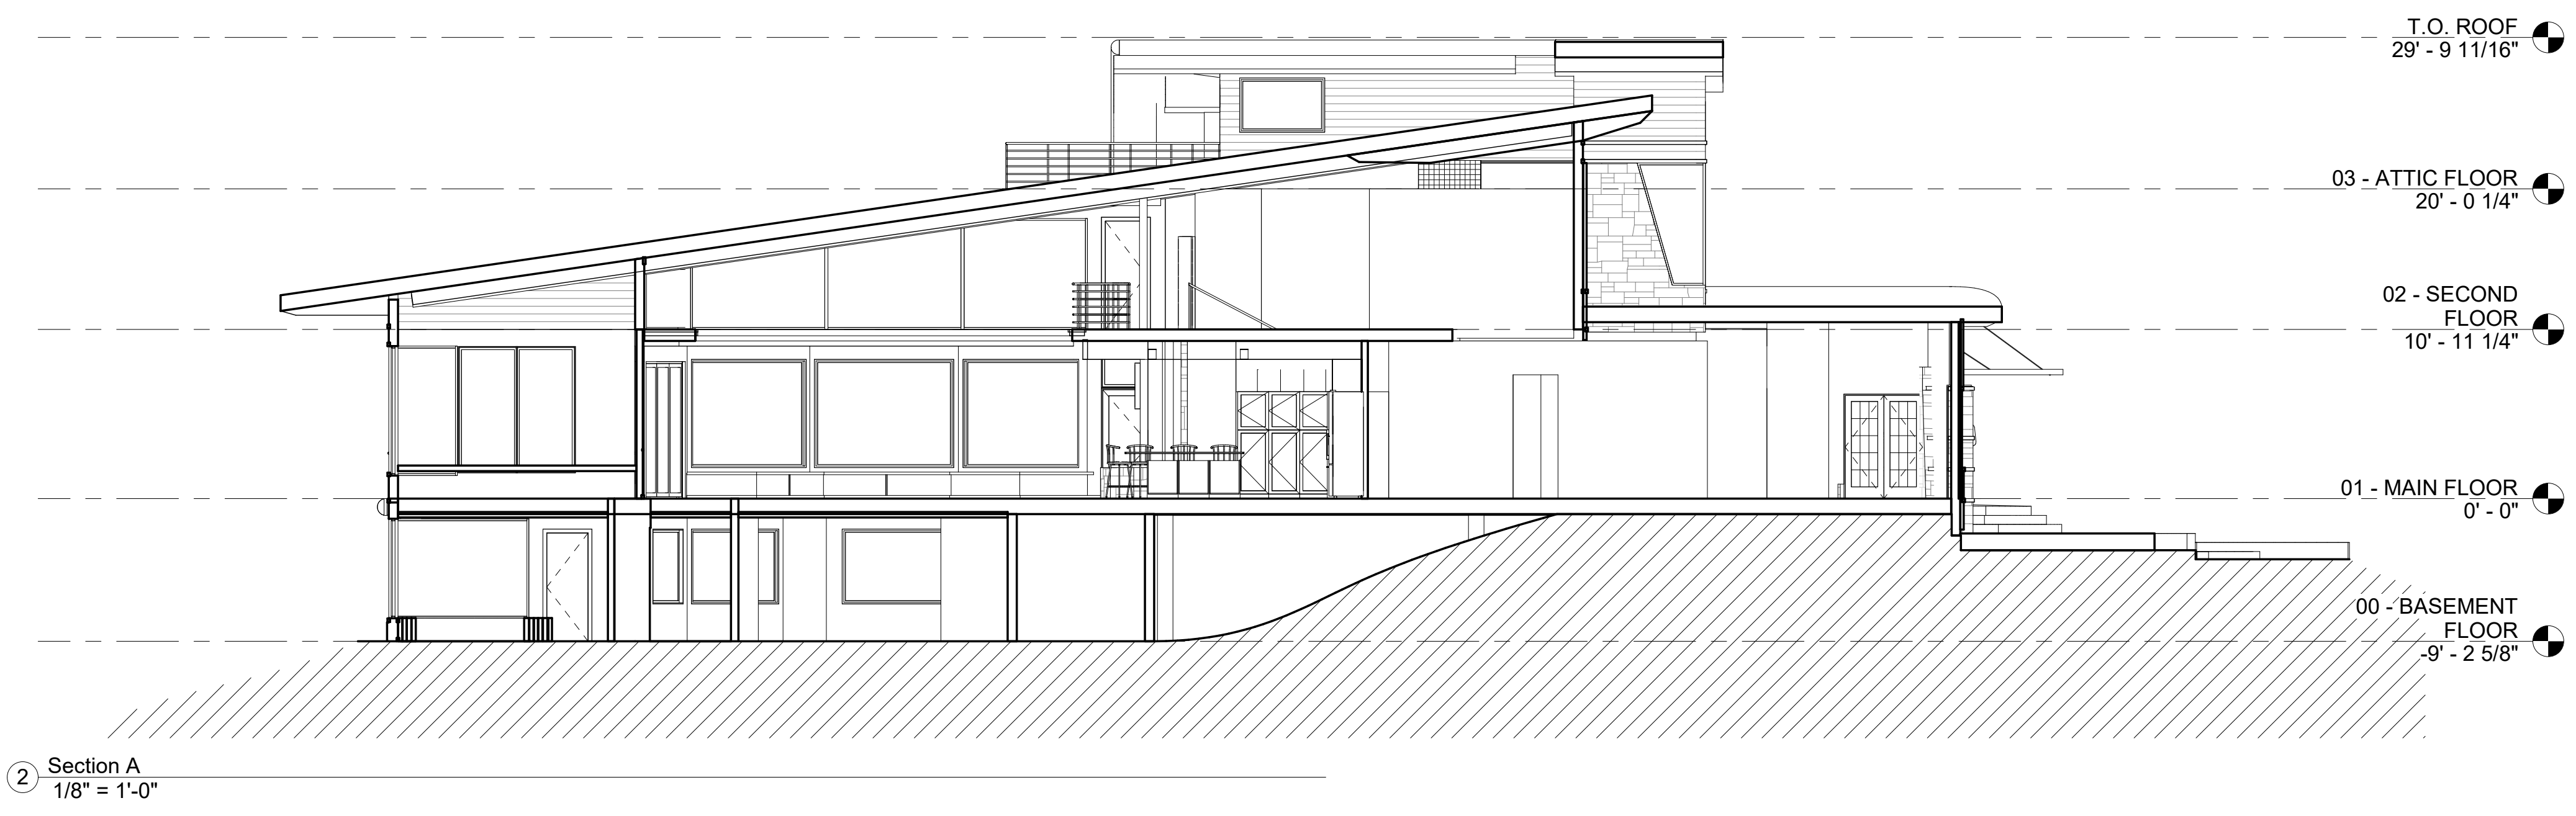 T.O. ROOF
29' - 9 11/16"
03 - ATTIC FLOOR
20' - 0 1/4"
02 - SECOND
FLOOR
10' - 11 1/4"
01 - MAIN FLOOR
0' - 0"
00 - BASEMENT
FLOOR
-9' - 2 5/8"
2
Section A
1/8" = 1'-0"